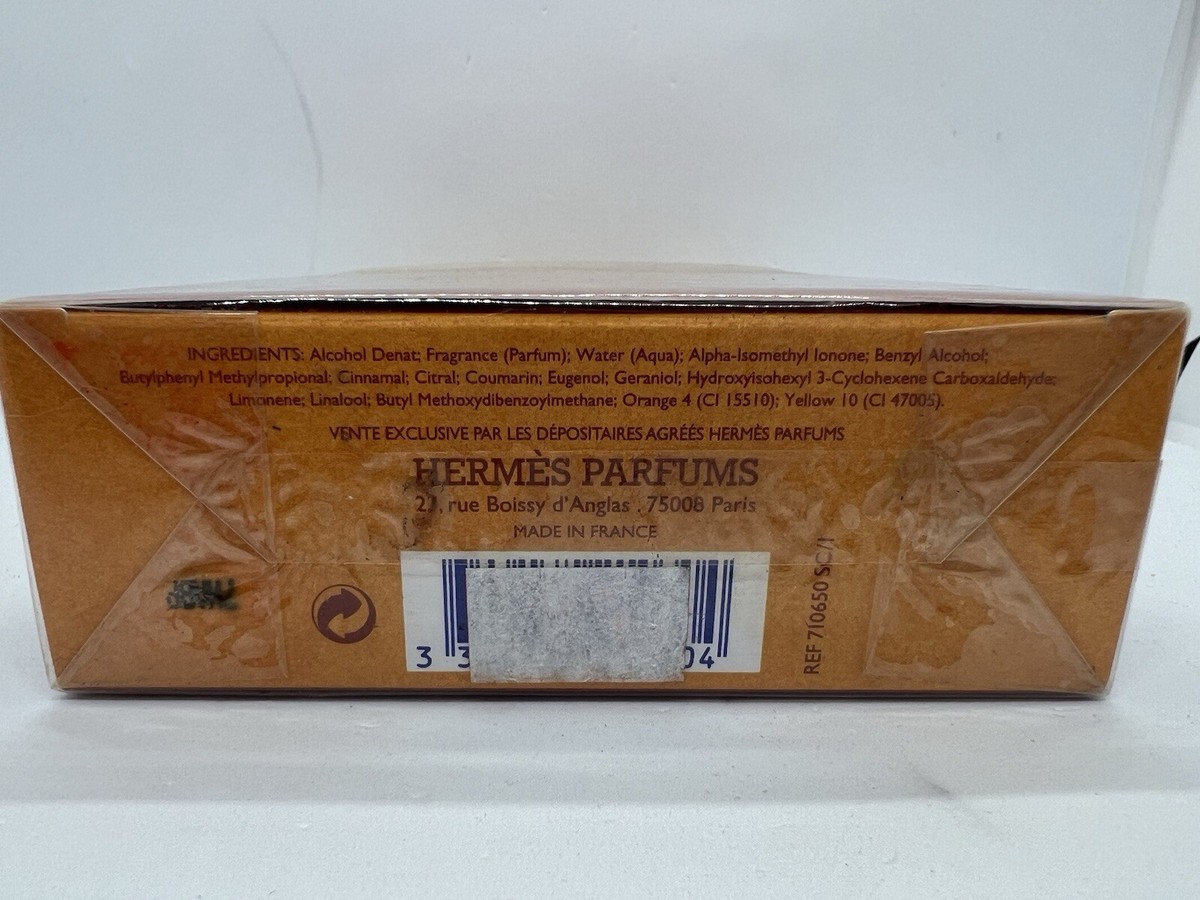 INGREDIENTS: Alcohol Denat; Fragrance (Parfum); Water (Aqua); Alpha-Isomethyl Ionone; Benzyl Alcohol;
Butylphenyl Methylpropional; Cinnamal; Citral; Coumarin; Eugenol; Geraniol; Hydroxyisohexyl 3-Cyclohexene Carboxaldehyde;
Limonene; Linalool; Butyl Methoxydibenzoylmethane; Orange 4 (CI 15510); Yellow 10 (CI 47005).
VENTE EXCLUSIVE PAR LES DÉPOSITAIRES AGRÉÉS HERMÈS PARFUMS
HERMÈS PARFUMS
rue Boissy d'Anglas . 75008 Paris
MADE IN FRANCE
3 3 04
REF 710650 SC/1